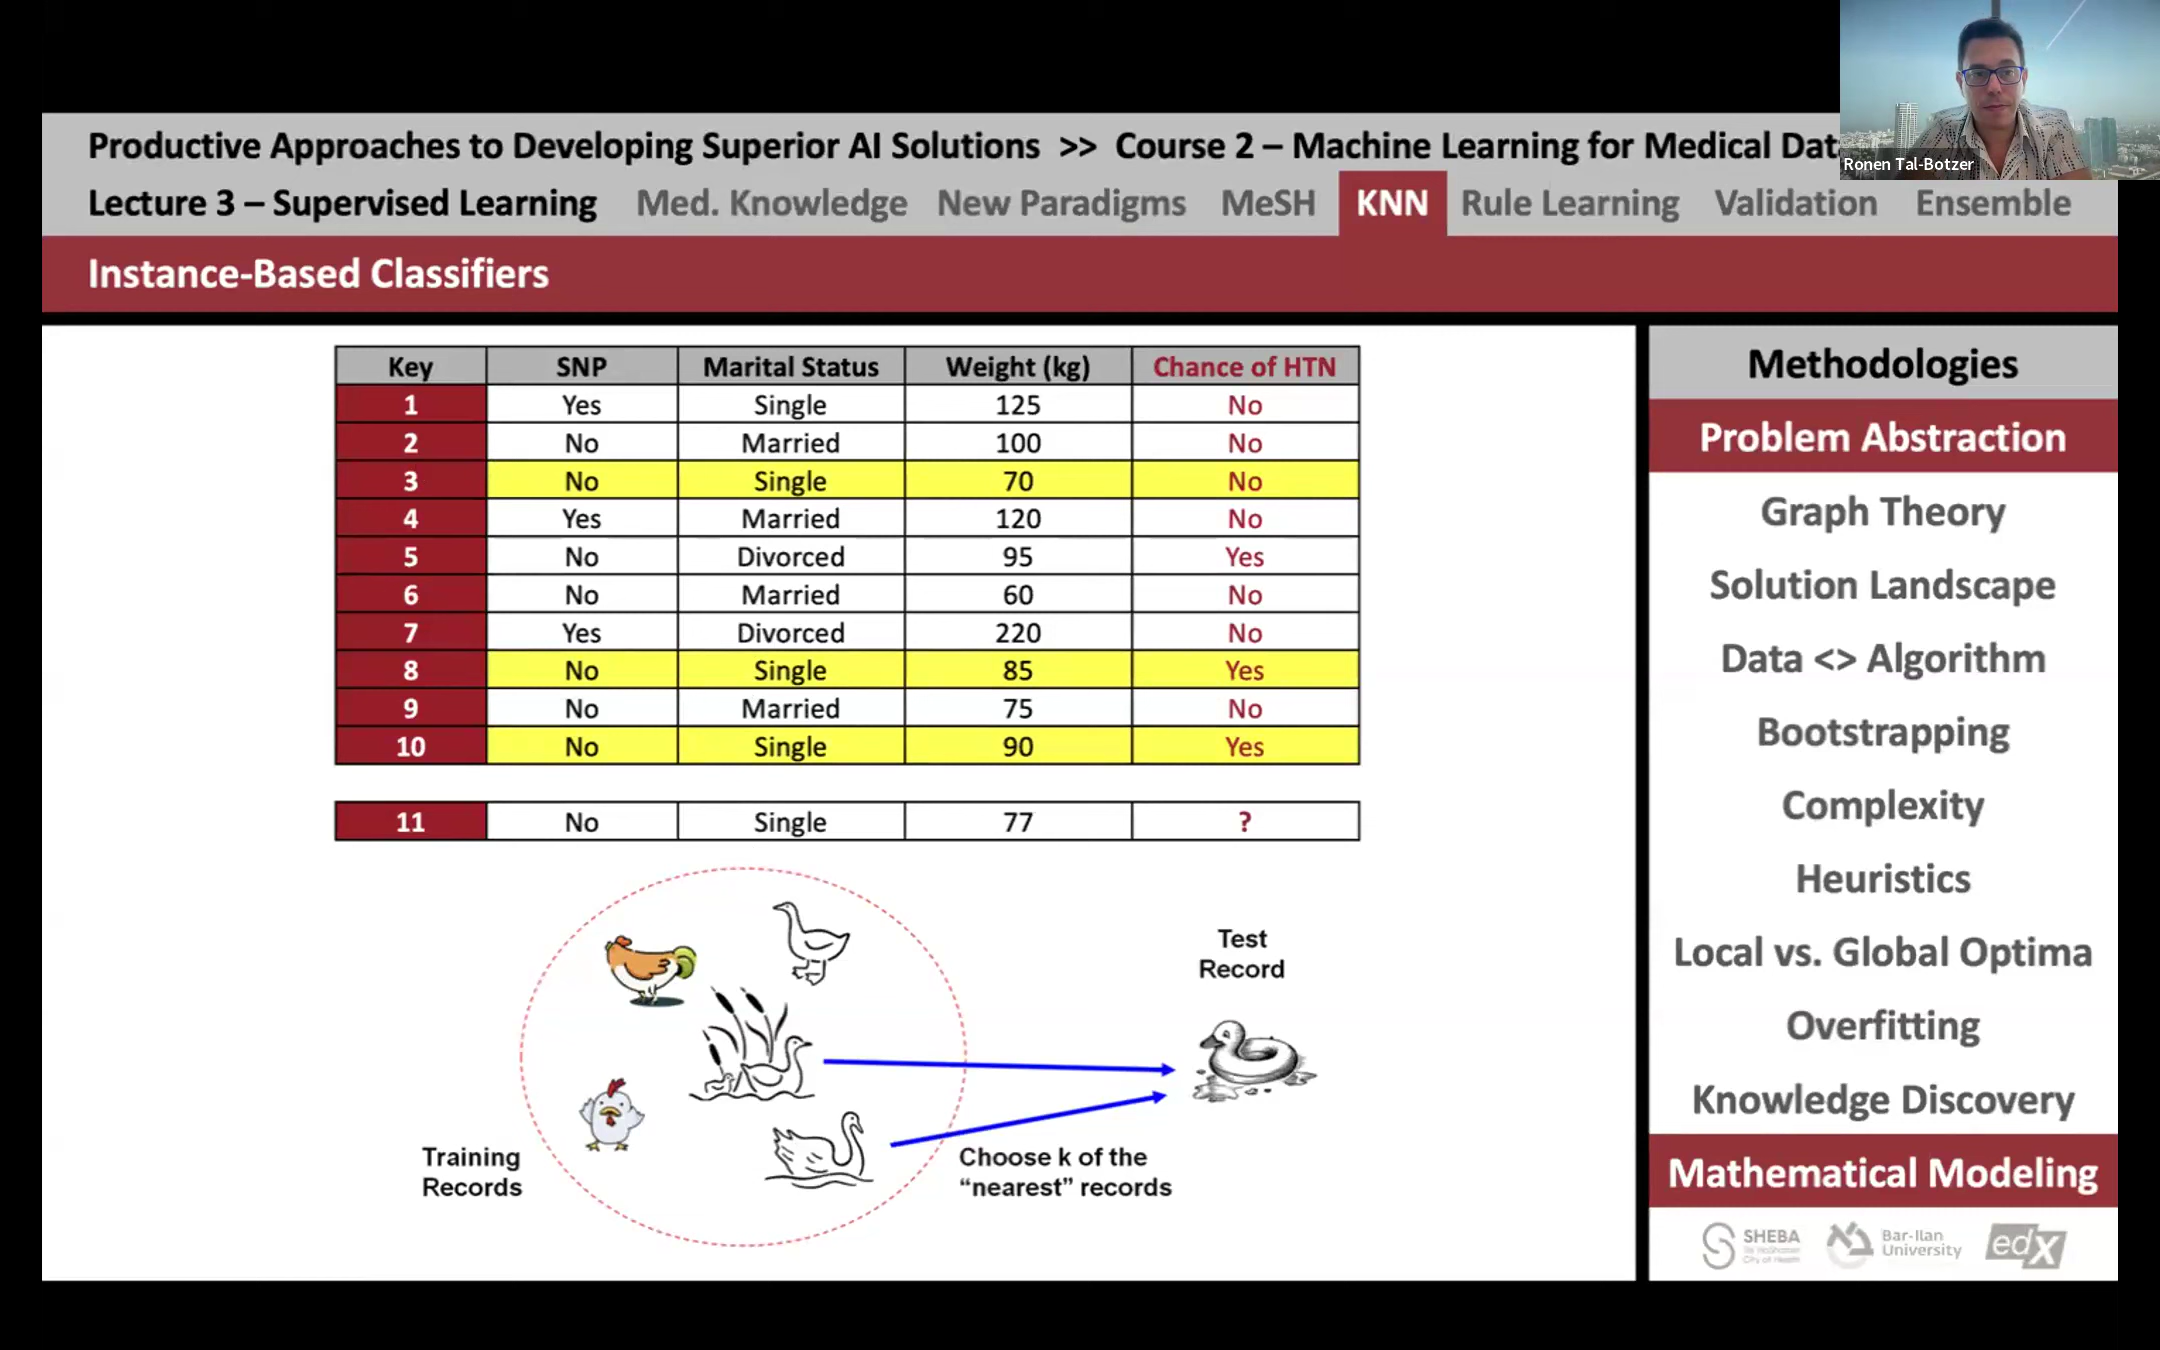 Productive Approaches to Developing Superior AI Solutions >> Course 2 – Machine Learning for Medical Dat
Ronen Tal-Botzer
Lecture 3 – Supervised Learning Med. Knowledge New Paradigms MeSH KNN Rule Learning Validation Ensemble
Instance-Based Classifiers
Key SNP Marital Status Weight (kg) Chance of HTN
1 Yes Single 125 No
2 No Married 100 No
3 No Single 70 No
4 Yes Married 120 No
5 No Divorced 95 Yes
6 No Married 60 No
7 Yes Divorced 220 No
8 No Single 85 Yes
9 No Married 75 No
10 No Single 90 Yes
11 No Single 77 ?
Test
Record
Training
Records
Choose k of the
"nearest" records
Methodologies
Problem Abstraction
Graph Theory
Solution Landscape
Data <> Algorithm
Bootstrapping
Complexity
Heuristics
Local vs. Global Optima
Overfitting
Knowledge Discovery
Mathematical Modeling
SHEBA
City of Health
Bar-Ilan
University
edX